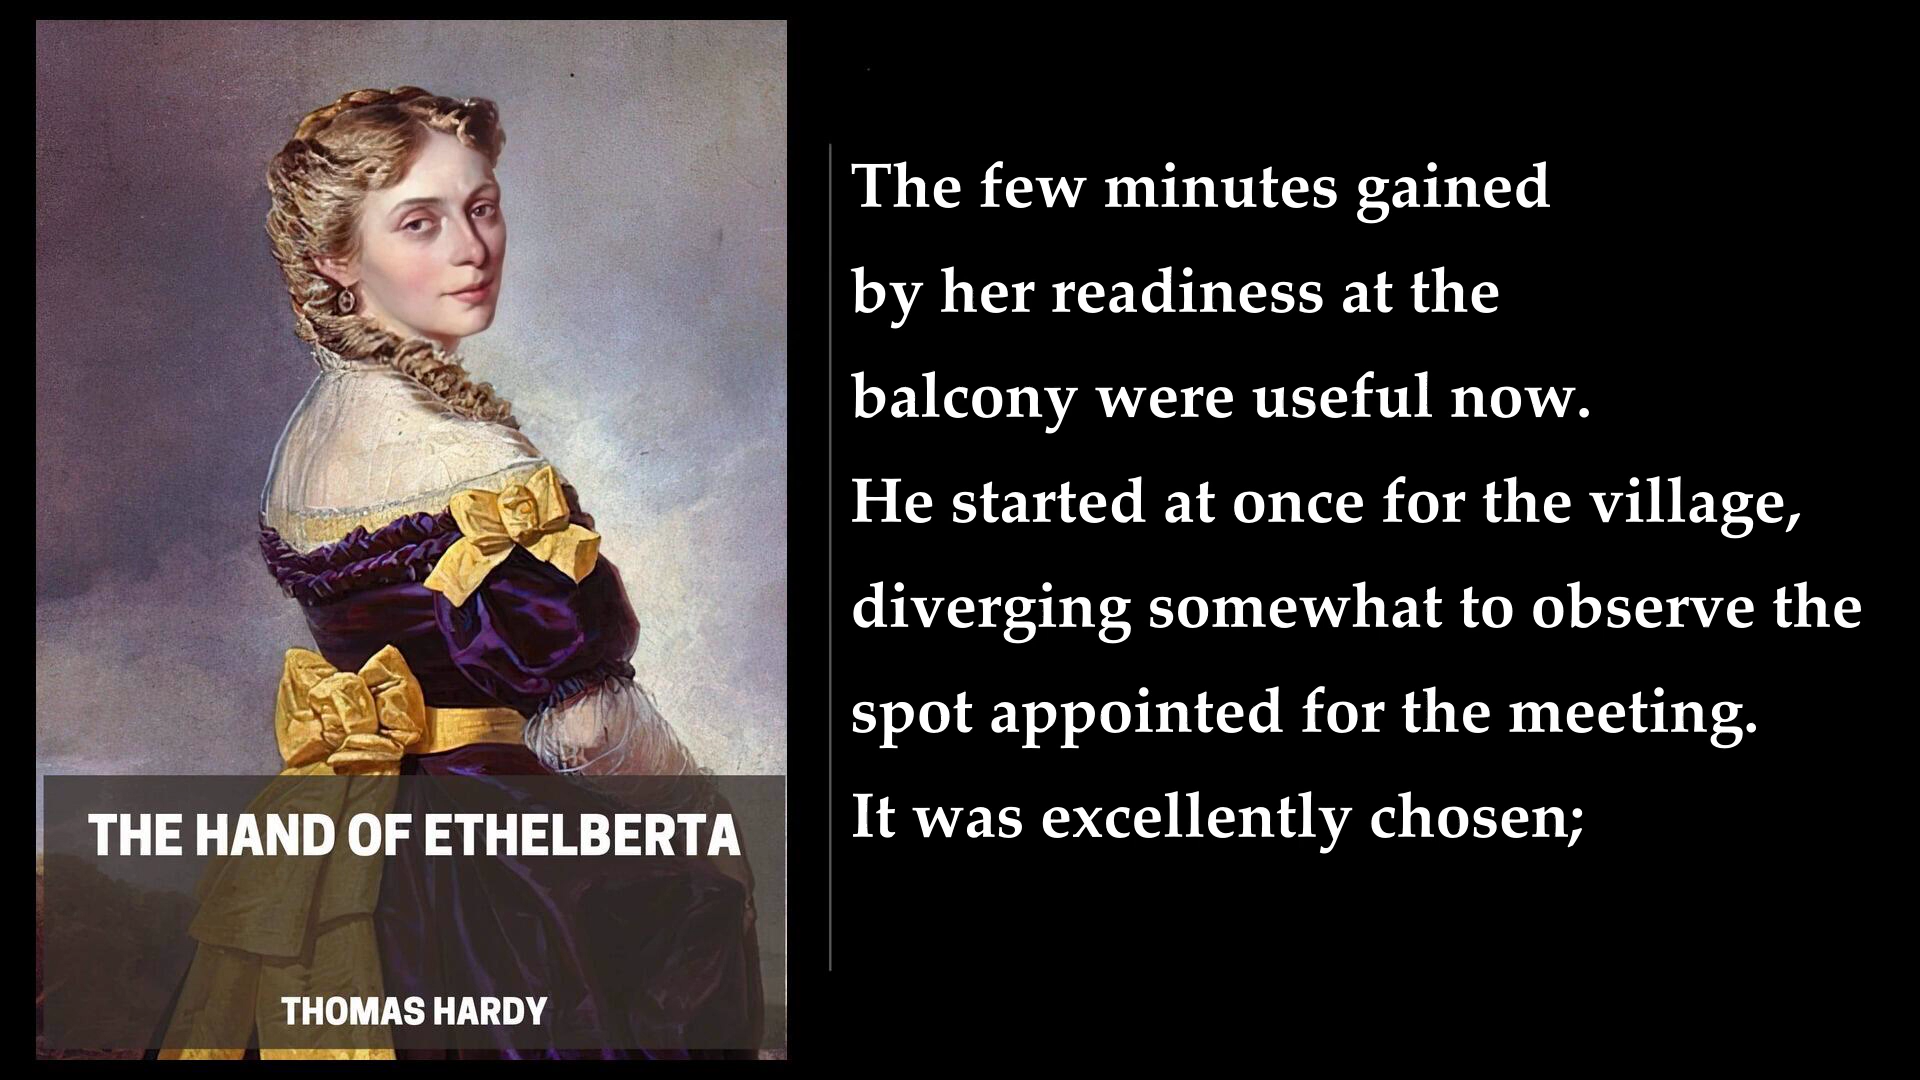 THE HAND OF ETHELBERTA
THOMAS HARDY
The few minutes gained
by her readiness at the
balcony were useful now.
He started at once for the village,
diverging somewhat to observe the
spot appointed for the meeting.
It was excellently chosen;